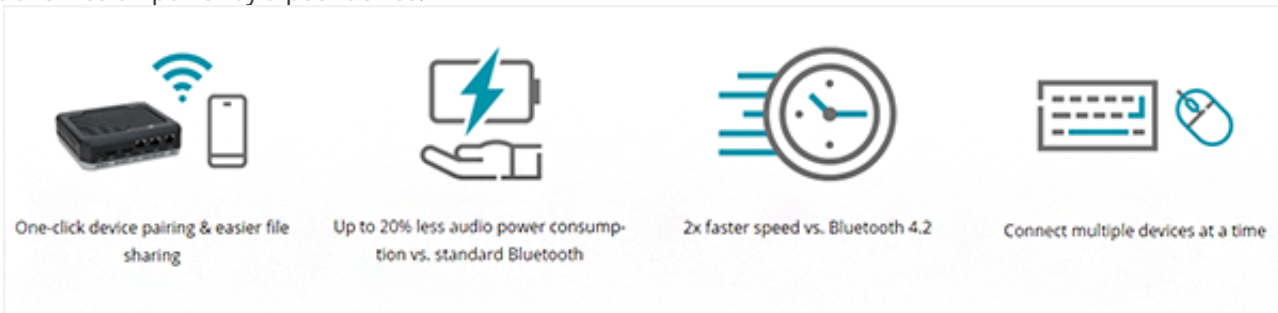 One-click device pairing & easier file
sharing
Up to 20% less audio power consump-
tion vs. standard Bluetooth
2x faster speed vs. Bluetooth 4.2
Connect multiple devices at a time